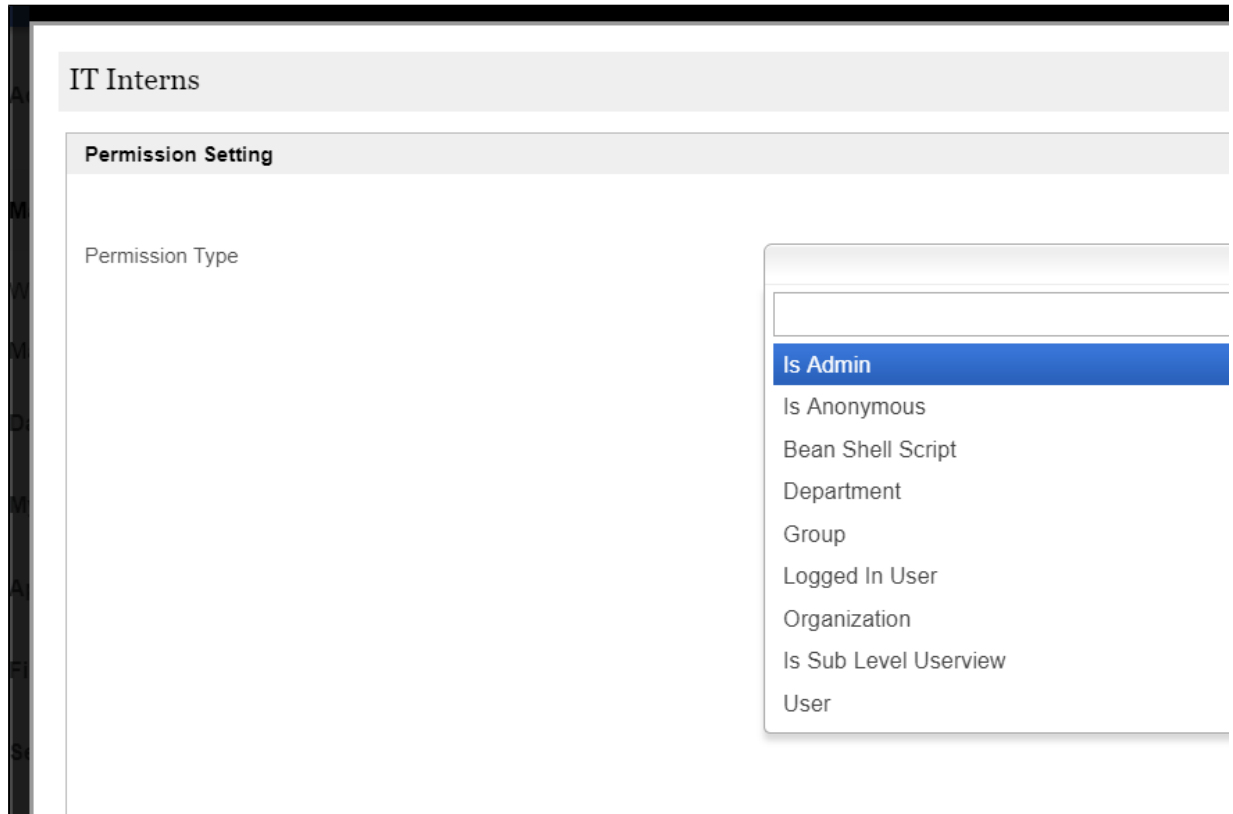 IT Interns
Permission Setting
Permission Type
Is Admin
Is Anonymous
Bean Shell Script
Department
Group
Logged In User
Organization
Is Sub Level Userview
User